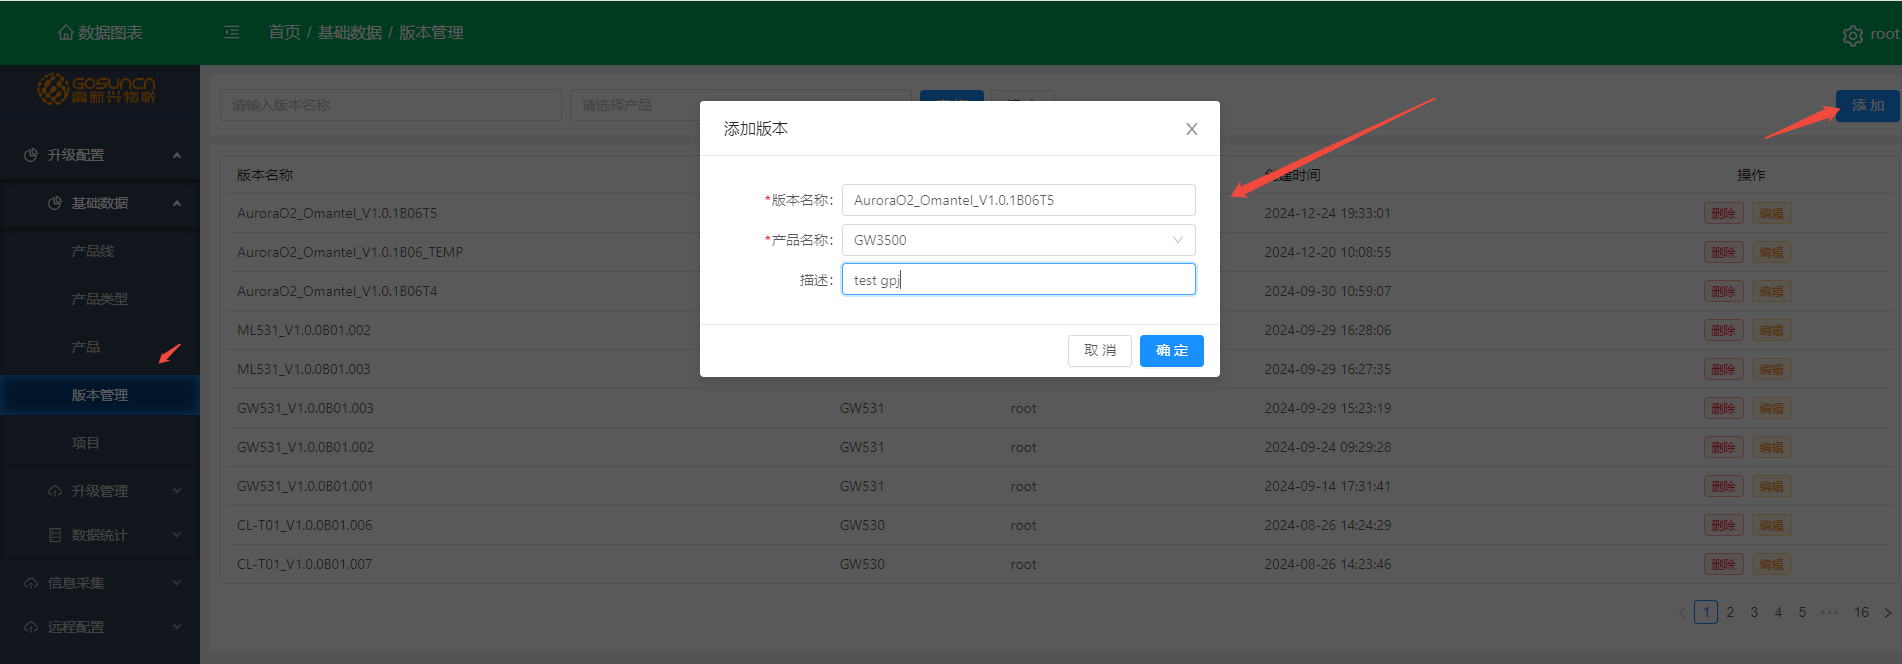 数据图表
首页 / 基础数据 / 版本管理
root
GOSUNCN
高新兴物联
请输入版本名称
请选择产品
添 加
升级配置
基础数据
产品线
产品类型
产品
版本管理
项目
升级管理
数据统计
信息采集
远程配置
添加版本
X
*版本名称: AuroraO2_Omantel_V1.0.1B06T5
*产品名称: GW3500
描述: test gpj
取 消
确 定
版本名称 创建时间 操作
AuroraO2_Omantel_V1.0.1B06T5 2024-12-24 19:33:01 删除 编辑
AuroraO2_Omantel_V1.0.1B06_TEMP 2024-12-20 10:08:55 删除 编辑
AuroraO2_Omantel_V1.0.1B06T4 2024-09-30 10:59:07 删除 编辑
ML531_V1.0.0B01.002 2024-09-29 16:28:06 删除 编辑
ML531_V1.0.0B01.003 2024-09-29 16:27:35 删除 编辑
GW531_V1.0.0B01.003 GW531 root 2024-09-29 15:23:19 删除 编辑
GW531_V1.0.0B01.002 GW531 root 2024-09-24 09:29:28 删除 编辑
GW531_V1.0.0B01.001 GW531 root 2024-09-14 17:31:41 删除 编辑
CL-T01_V1.0.0B01.006 GW530 root 2024-08-26 14:24:29 删除 编辑
CL-T01_V1.0.0B01.007 GW530 root 2024-08-26 14:23:46 删除 编辑
< 1 2 3 4 5 ••• 16 >